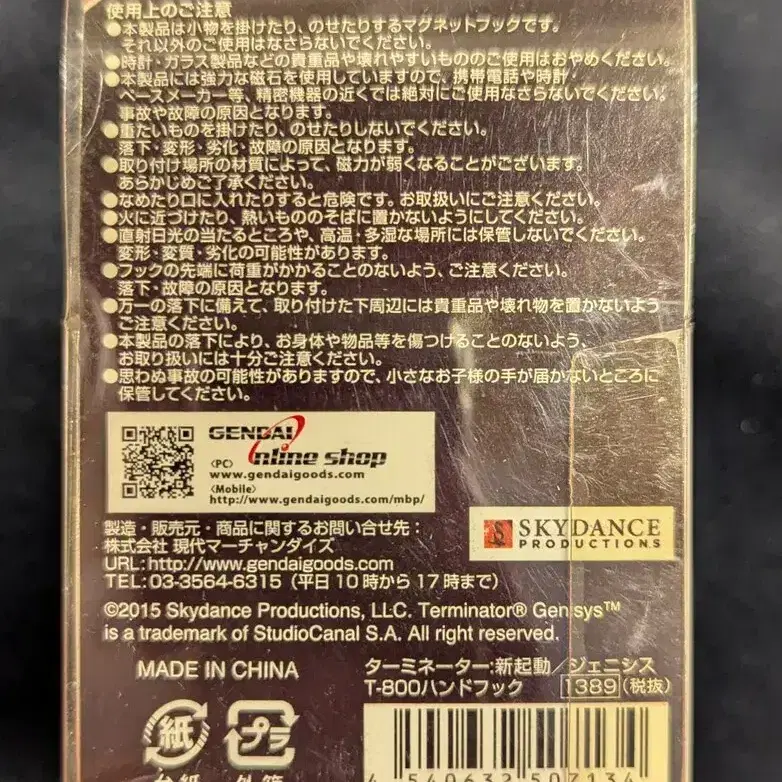 使用上のご注意
●本製品は小物を掛けたり、のせたりするマグネットフックです。
それ以外のご使用はなさらないでください。
●時計・ガラス製品などの貴重品や壊れやすいもののご使用はおやめください。
●本製品には強力な磁石を使用していますので、携帯電話や時計・
ペースメーカー等、精密機器の近くでは絶対にご使用なさらないでください。
事故や故障の原因となります。
●重たいものを掛けたり、のせたりしないでください。
落下・変形・劣化・故障の原因となります。
●取り付け場所の材質によって、磁力が弱くなることがございます。
あらかじめご了承ください。
●なめたり口に入れたりすると危険です。お取扱いにご注意ください。
●火に近づけたり、熱いもののそばに置かないようにしてください。
●直射日光の当たるところや、高温・多湿な場所には保管しないでください。
変形・変質・劣化の可能性があります。
●フックの先端に荷重がかかることのないよう、ご注意ください。
落下・故障の原因となります。
●万一の落下に備えて、取り付けた下周辺には貴重品や壊れ物を置かないよう
ご注意ください。
●本製品の落下により、お身体や物品等を傷つけることのないよう、
お取り扱いには十分ご注意ください。
●思わぬ事故の可能性がありますので、小さなお子様の手が届かないところに
保管してください。
GENDAI
Online shop
〈PC〉
www.gendaigoods.com
〈Mobile〉
http://www.gendaigoods.com/mbp/
製造・販売元・商品に関するお問い合せ先：
株式会社 現代マーチャンダイズ
URL:http://www.gendaigoods.com
TEL:03-3564-6315（平日10時から17時まで）
SKYDANCE
PRODUCTIONS
©2015 Skydance Productions, LLC. Terminator® Genisys™
is a trademark of StudioCanal S.A. All right reserved.
MADE IN CHINA
ターミネーター:新起動／ジェニシス
T-800ハンドフック 1389（税抜）
紙
プラ
台紙
外箱
4 540632 507134